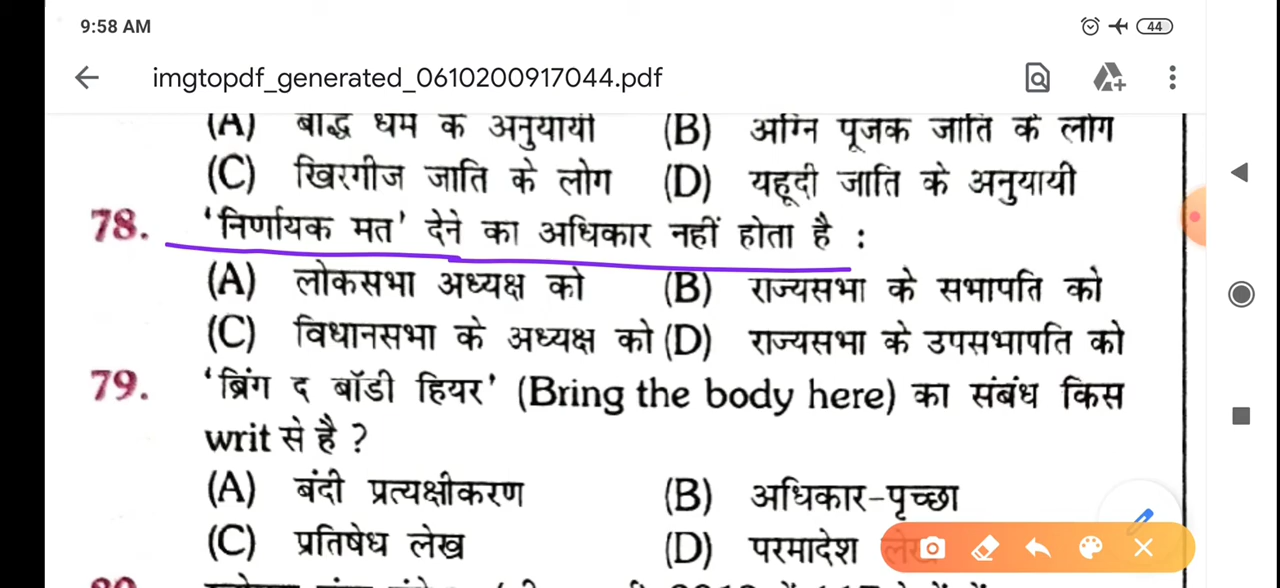 9:58 AM
44
imgtopdf_generated_0610200917044.pdf
(A) बौद्ध धर्म के अनुयायी (B) अग्नि पूजक जाति के लोग
(C) खिरगीज जाति के लोग (D) यहूदी जाति के अनुयायी
78. 'निर्णायक मत' देने का अधिकार नहीं होता है :
(A) लोकसभा अध्यक्ष को (B) राज्यसभा के सभापति को
(C) विधानसभा के अध्यक्ष को (D) राज्यसभा के उपसभापति को
79. 'ब्रिंग द बॉडी हियर' (Bring the body here) का संबंध किस
writ से है ?
(A) बंदी प्रत्यक्षीकरण (B) अधिकार-पृच्छा
(C) प्रतिषेध लेख (D) परमादेश